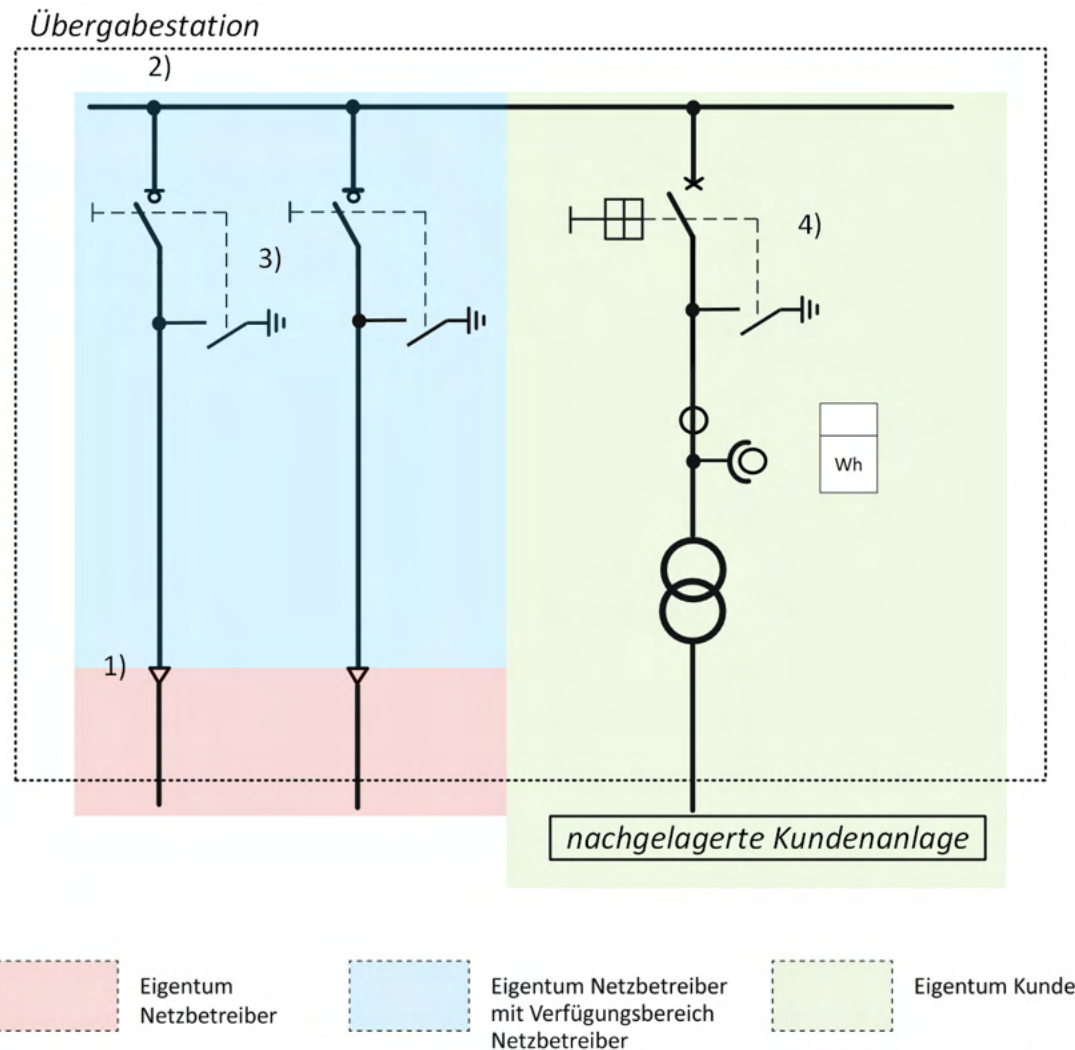 Übergabestation
2)
3)
4)
Wh
1)
nachgelagerte Kundenanlage
Eigentum
Netzbetreiber
Eigentum Netzbetreiber
mit Verfügungsbereich
Netzbetreiber
Eigentum Kunde